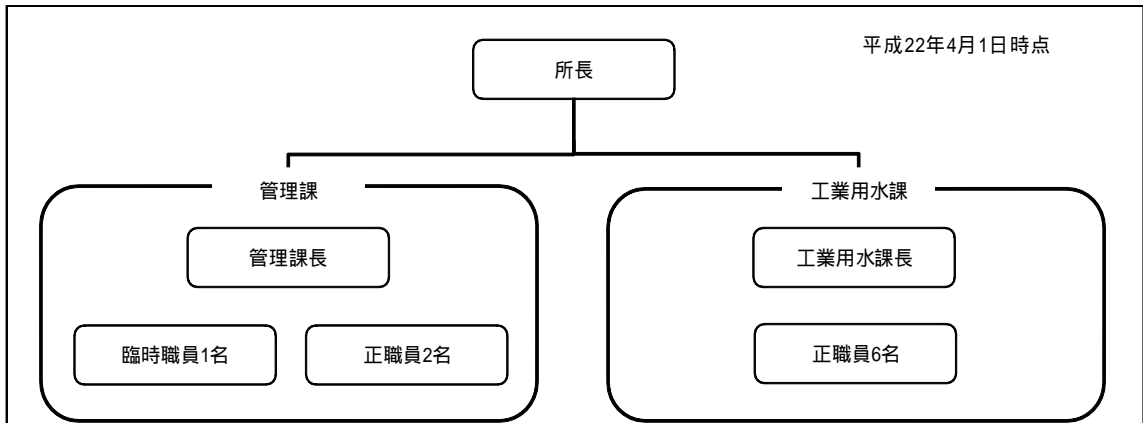 平成22年4月1日時点
所長
管理課
工業用水課
管理課長
工業用水課長
臨時職員1名
正職員2名
正職員6名